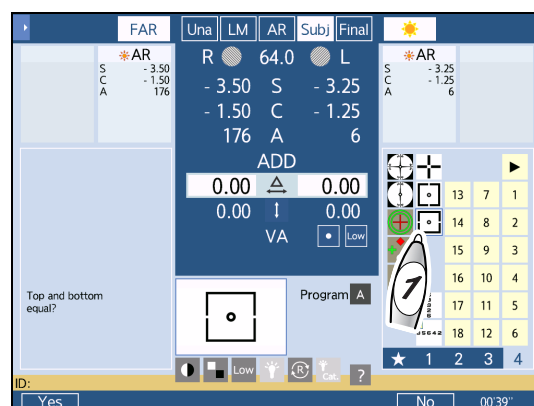 FAR Una LM AR Subj Final
AR
S - 3.50
C - 1.50
A 176
R 64.0 L
- 3.50 S - 3.25
- 1.50 C - 1.25
176 A 6
ADD
0.00 0.00
0.00 0.00
VA Low
AR
S - 3.25
C - 1.25
A 6
13 7 1
14 8 2
15 9 3
16 10 4
17 11 5
18 12 6
1 2 3 4
1
Top and bottom
equal?
Program A
Low R Cat. ?
ID:
Yes No 00'39"